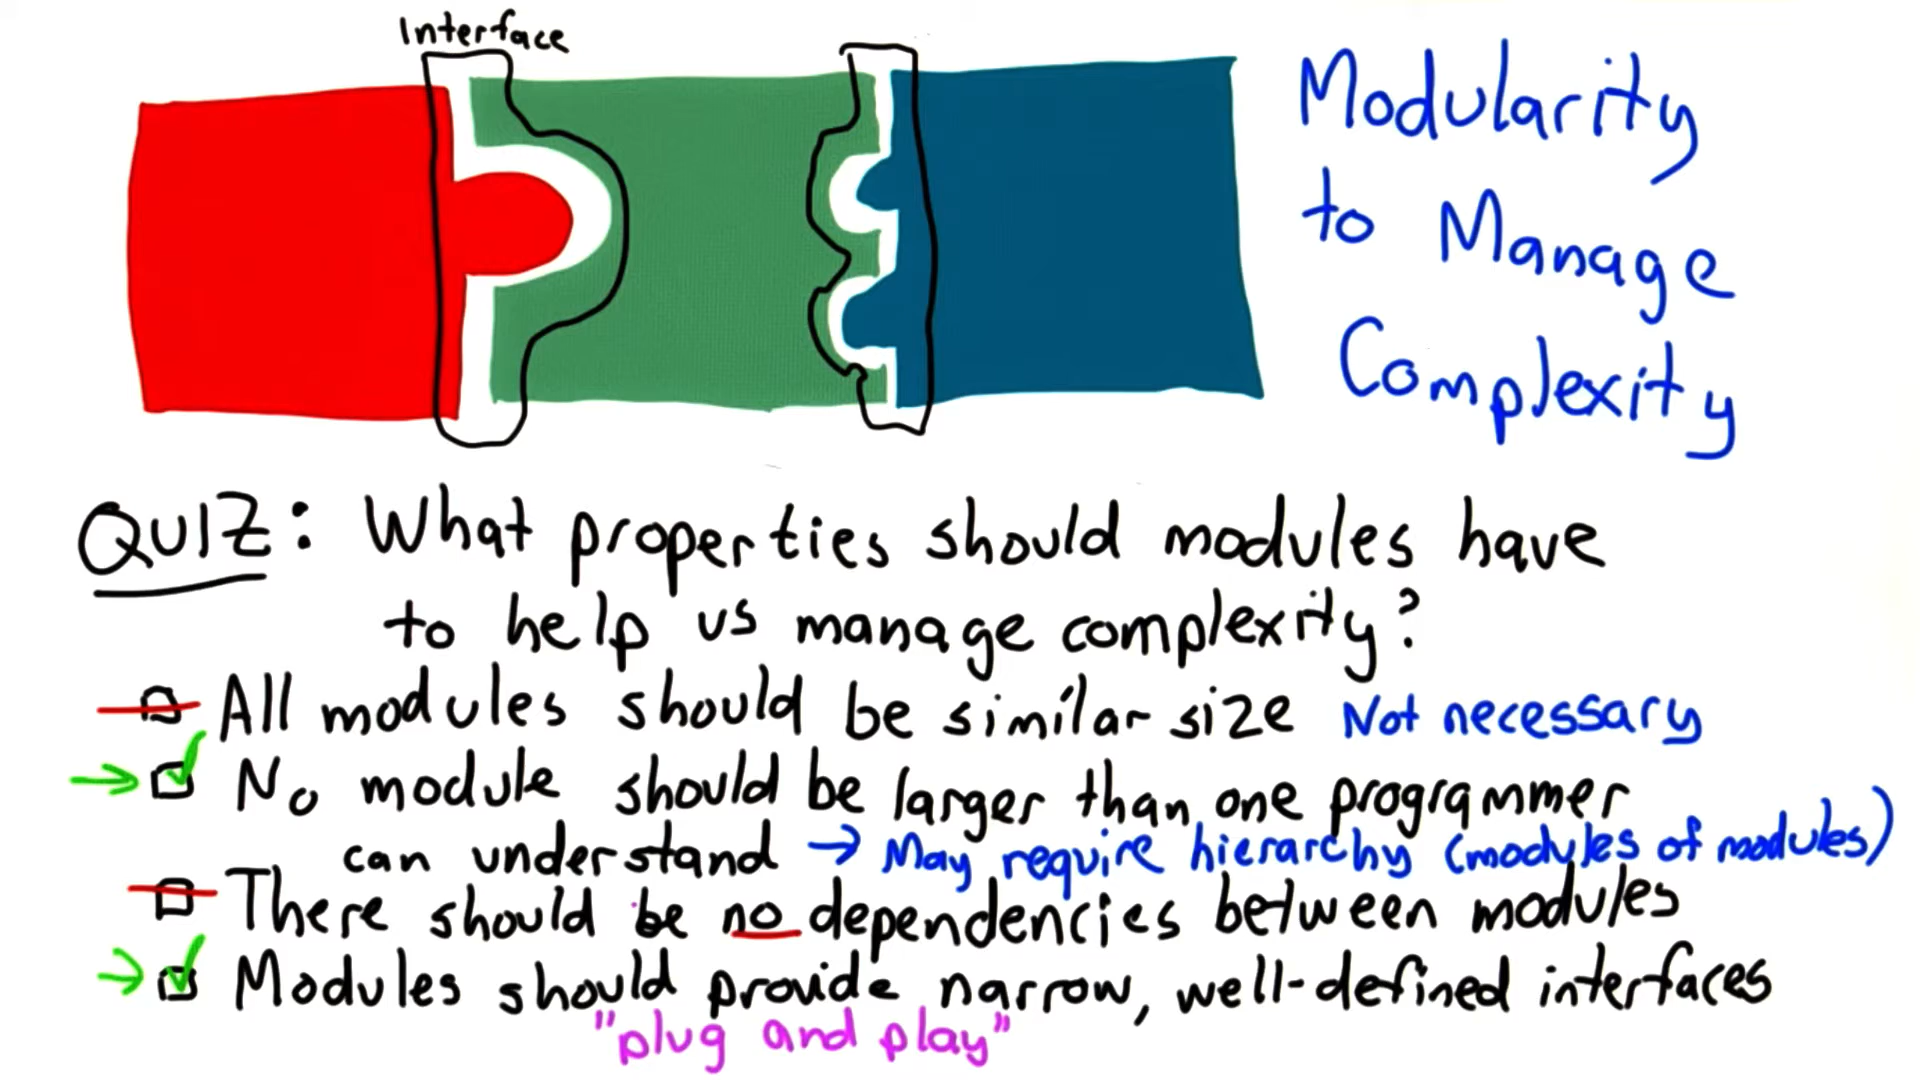 Interface
Modularity
to Manage
Complexity
QUIZ: What properties should modules have
to help us manage complexity?
All modules should be similar size Not necessary
→ No module should be larger than one programmer
can understand → May require hierarchy (modules of modules)
There should be no dependencies between modules
→ Modules should provide narrow, well-defined interfaces
"plug and play"